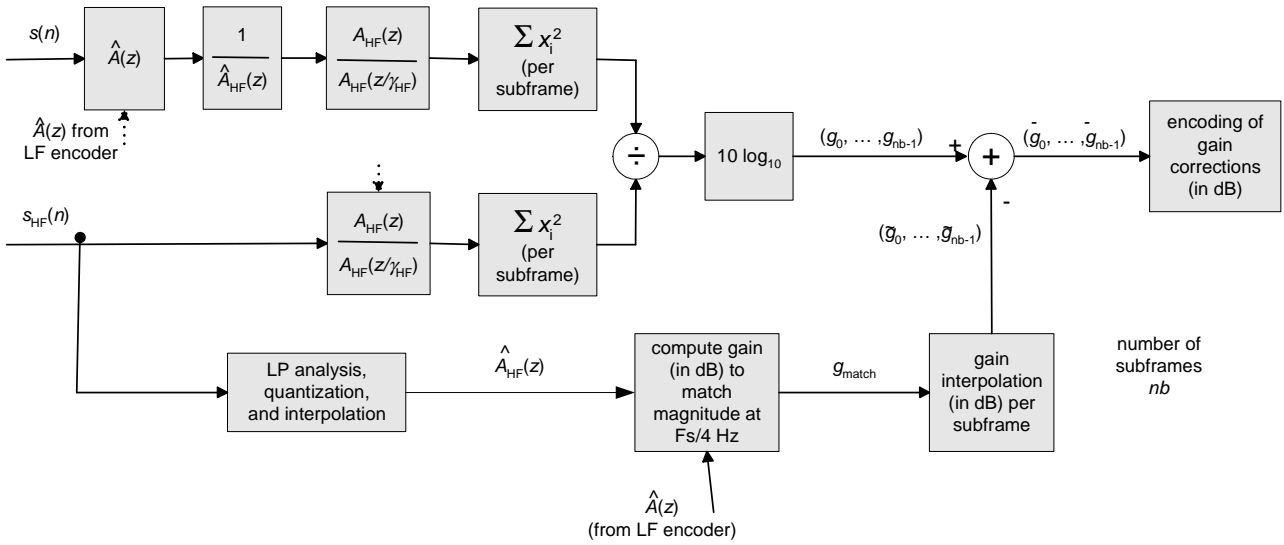 s(n)
Â(z)
1
Â_HF(z)
A_HF(z)
A_HF(z/γ_HF)
Σ x_i^2
(per
subframe)
Â(z) from
LF encoder
÷
10 log_10
(g_0, … ,g_nb-1)
+
+
-
(ḡ_0, … ,ḡ_nb-1)
encoding of
gain
corrections
(in dB)
s_HF(n)
A_HF(z)
A_HF(z/γ_HF)
Σ x_i^2
(per
subframe)
(g̃_0, … ,g̃_nb-1)
LP analysis,
quantization,
and interpolation
Â_HF(z)
compute gain
(in dB) to
match
magnitude at
Fs/4 Hz
g_match
gain
interpolation
(in dB) per
subframe
number of
subframes
nb
Â(z)
(from LF encoder)